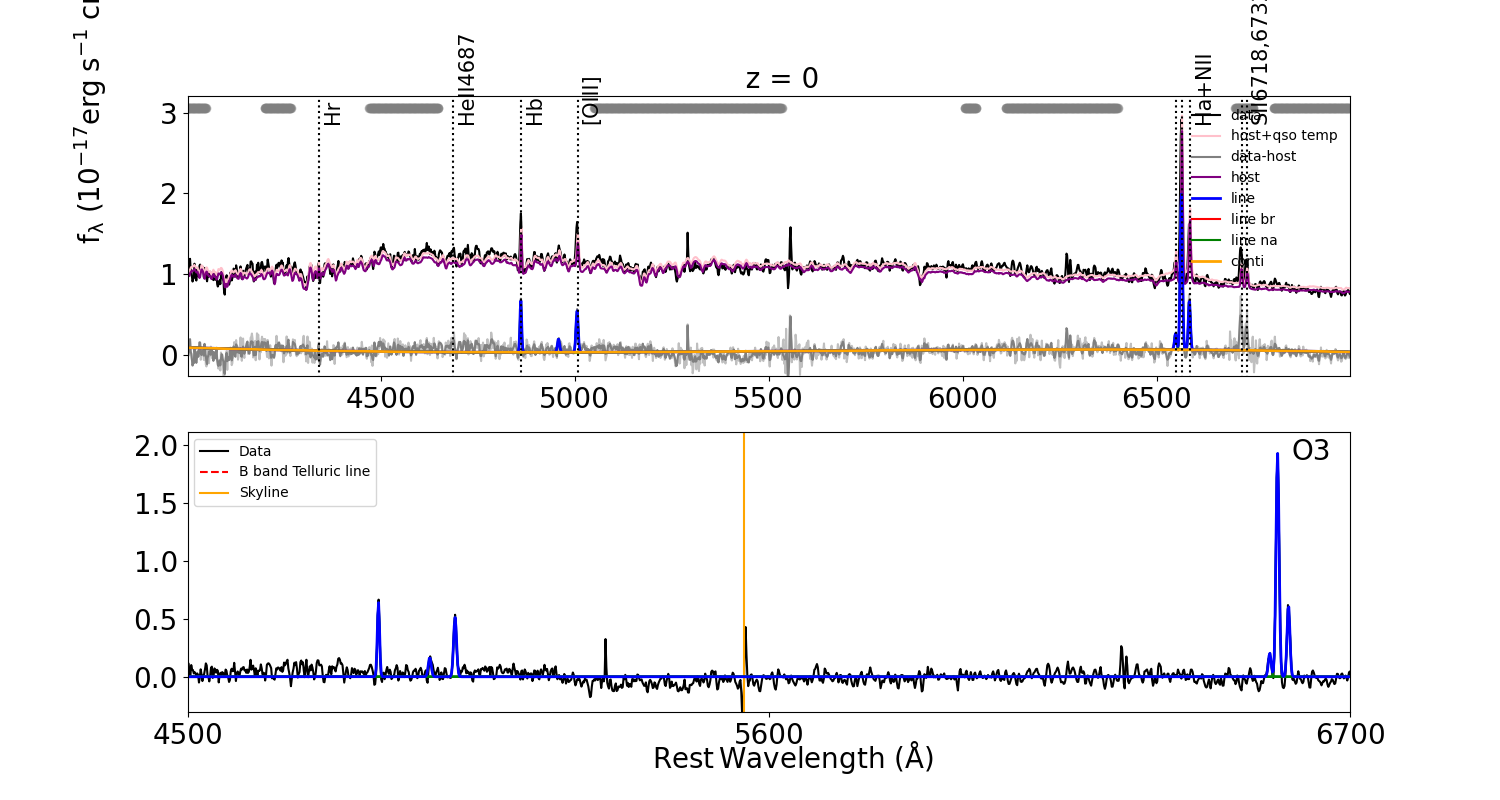 z = 0
fλ (10−17erg s−1 c
Hr
HeII4687
Hb
[OIII]
Ha+NII
SII6718,673
3
2
1
0
data
host+qso temp
data-host
host
line
line br
line na
conti
4500
5000
5500
6000
6500
O3
Data
B band Telluric line
Skyline
2.0
1.5
1.0
0.5
0.0
4500
5600
6700
Rest Wavelength (Å)